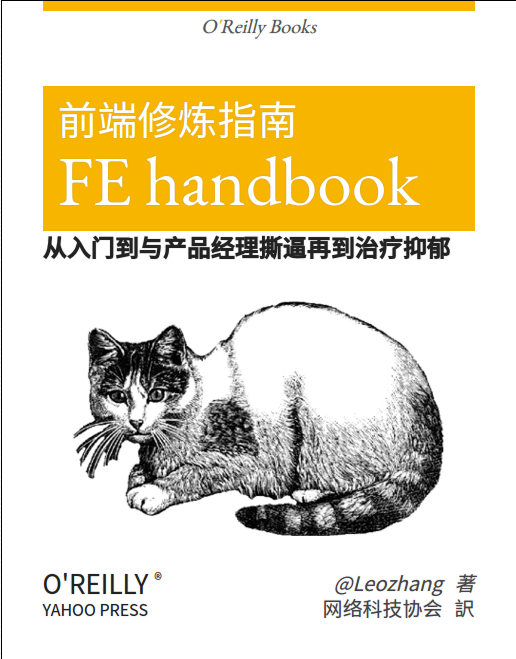 O'Reilly Books
前端修炼指南
FE handbook
从入门到与产品经理撕逼再到治疗抑郁
O'REILLY ®
YAHOO PRESS
@Leozhang 著
网络科技协会 訳